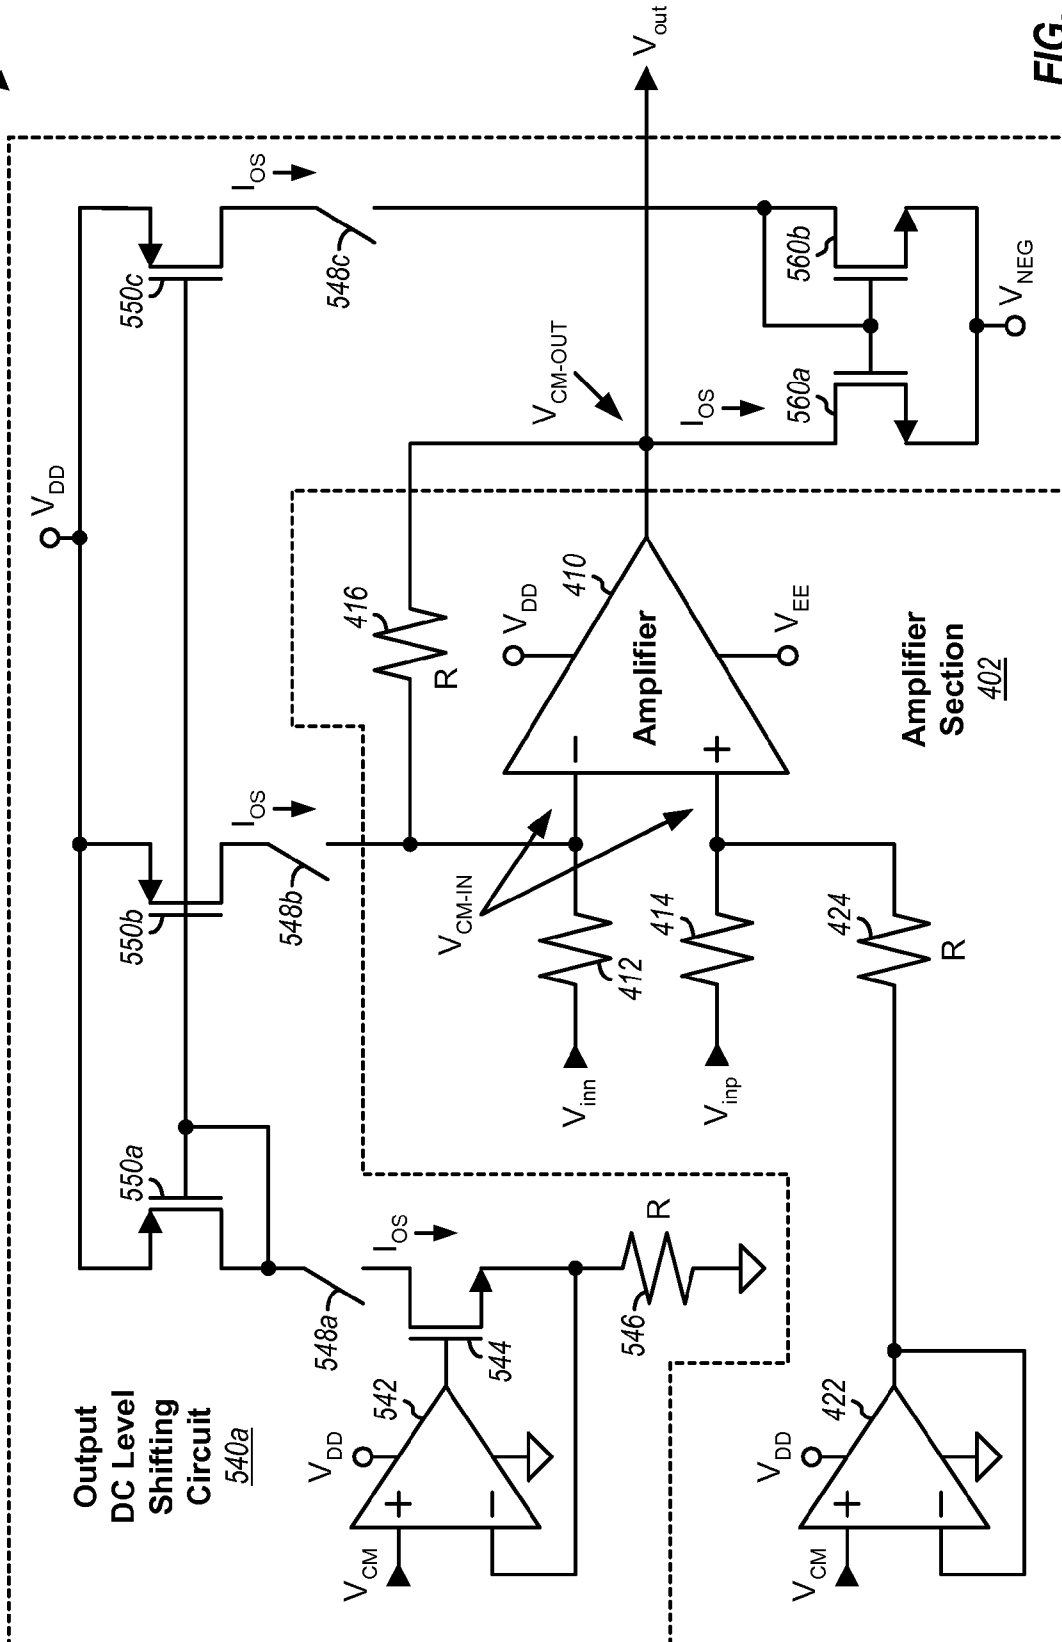 FIG.
Output
DC Level
Shifting
Circuit
540a
V_DD
550a
550b
550c
I_OS
I_OS
548a
548b
548c
I_OS
V_DD
542
544
V_CM
+
−
546
R
416
R
V_CM-IN
V_CM-OUT
V_out
V_DD
410
Amplifier
−
+
V_EE
I_OS
560a
560b
V_NEG
V_inn
412
V_inp
414
424
R
V_DD
422
V_CM
+
−
Amplifier
Section
402